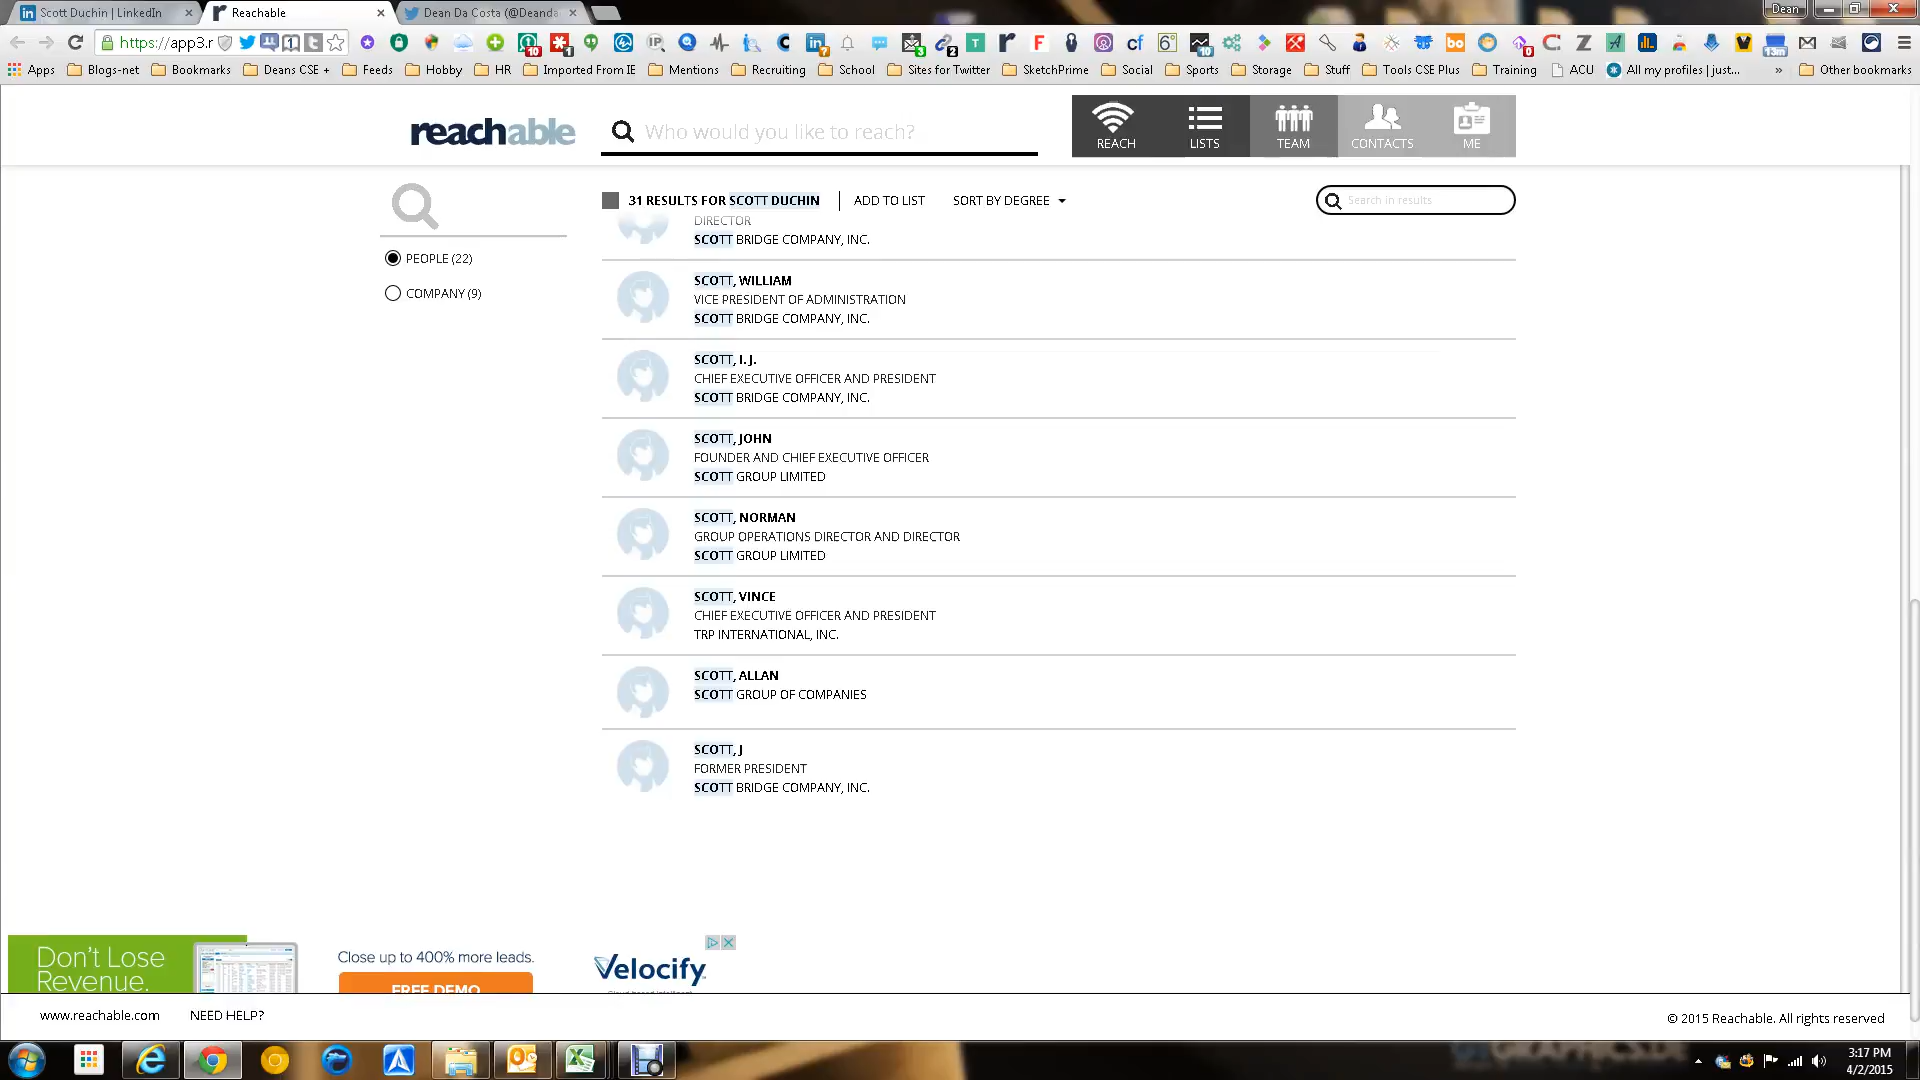 Scott Duchin | LinkedIn
Reachable
Dean Da Costa (@Deanda
Dean
https://app3.r
Apps
Blogs-net
Bookmarks
Deans CSE +
Feeds
Hobby
HR
Imported From IE
Mentions
Recruiting
School
Sites for Twitter
SketchPrime
Social
Sports
Storage
Stuff
Tools CSE Plus
Training
ACU
All my profiles | just...
»
Other bookmarks
reachable
Who would you like to reach?
REACH
LISTS
TEAM
CONTACTS
ME
31 RESULTS FOR SCOTT DUCHIN
ADD TO LIST
SORT BY DEGREE
Search in results
PEOPLE (22)
COMPANY (9)
DIRECTOR
SCOTT BRIDGE COMPANY, INC.
SCOTT, WILLIAM
VICE PRESIDENT OF ADMINISTRATION
SCOTT BRIDGE COMPANY, INC.
SCOTT, I. J.
CHIEF EXECUTIVE OFFICER AND PRESIDENT
SCOTT BRIDGE COMPANY, INC.
SCOTT, JOHN
FOUNDER AND CHIEF EXECUTIVE OFFICER
SCOTT GROUP LIMITED
SCOTT, NORMAN
GROUP OPERATIONS DIRECTOR AND DIRECTOR
SCOTT GROUP LIMITED
SCOTT, VINCE
CHIEF EXECUTIVE OFFICER AND PRESIDENT
TRP INTERNATIONAL, INC.
SCOTT, ALLAN
SCOTT GROUP OF COMPANIES
SCOTT, J
FORMER PRESIDENT
SCOTT BRIDGE COMPANY, INC.
Don't Lose
Revenue.
Close up to 400% more leads.
FREE DEMO
Velocify
www.reachable.com
NEED HELP?
© 2015 Reachable. All rights reserved
3:17 PM
4/2/2015